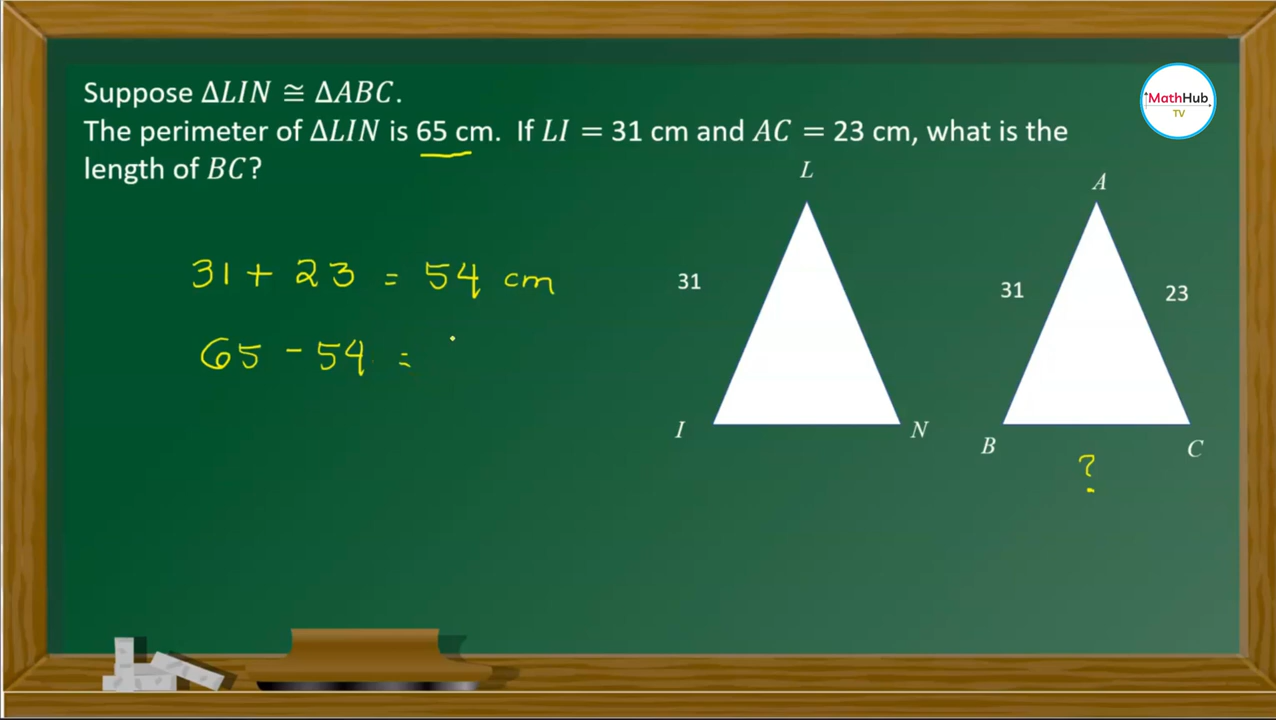 Suppose ΔLIN ≅ ΔABC.
The perimeter of ΔLIN is 65 cm. If LI = 31 cm and AC = 23 cm, what is the
length of BC?
MathHub
TV
31 + 23 = 54 cm
65 - 54 =
L
31
I
N
A
31
23
B
C
?